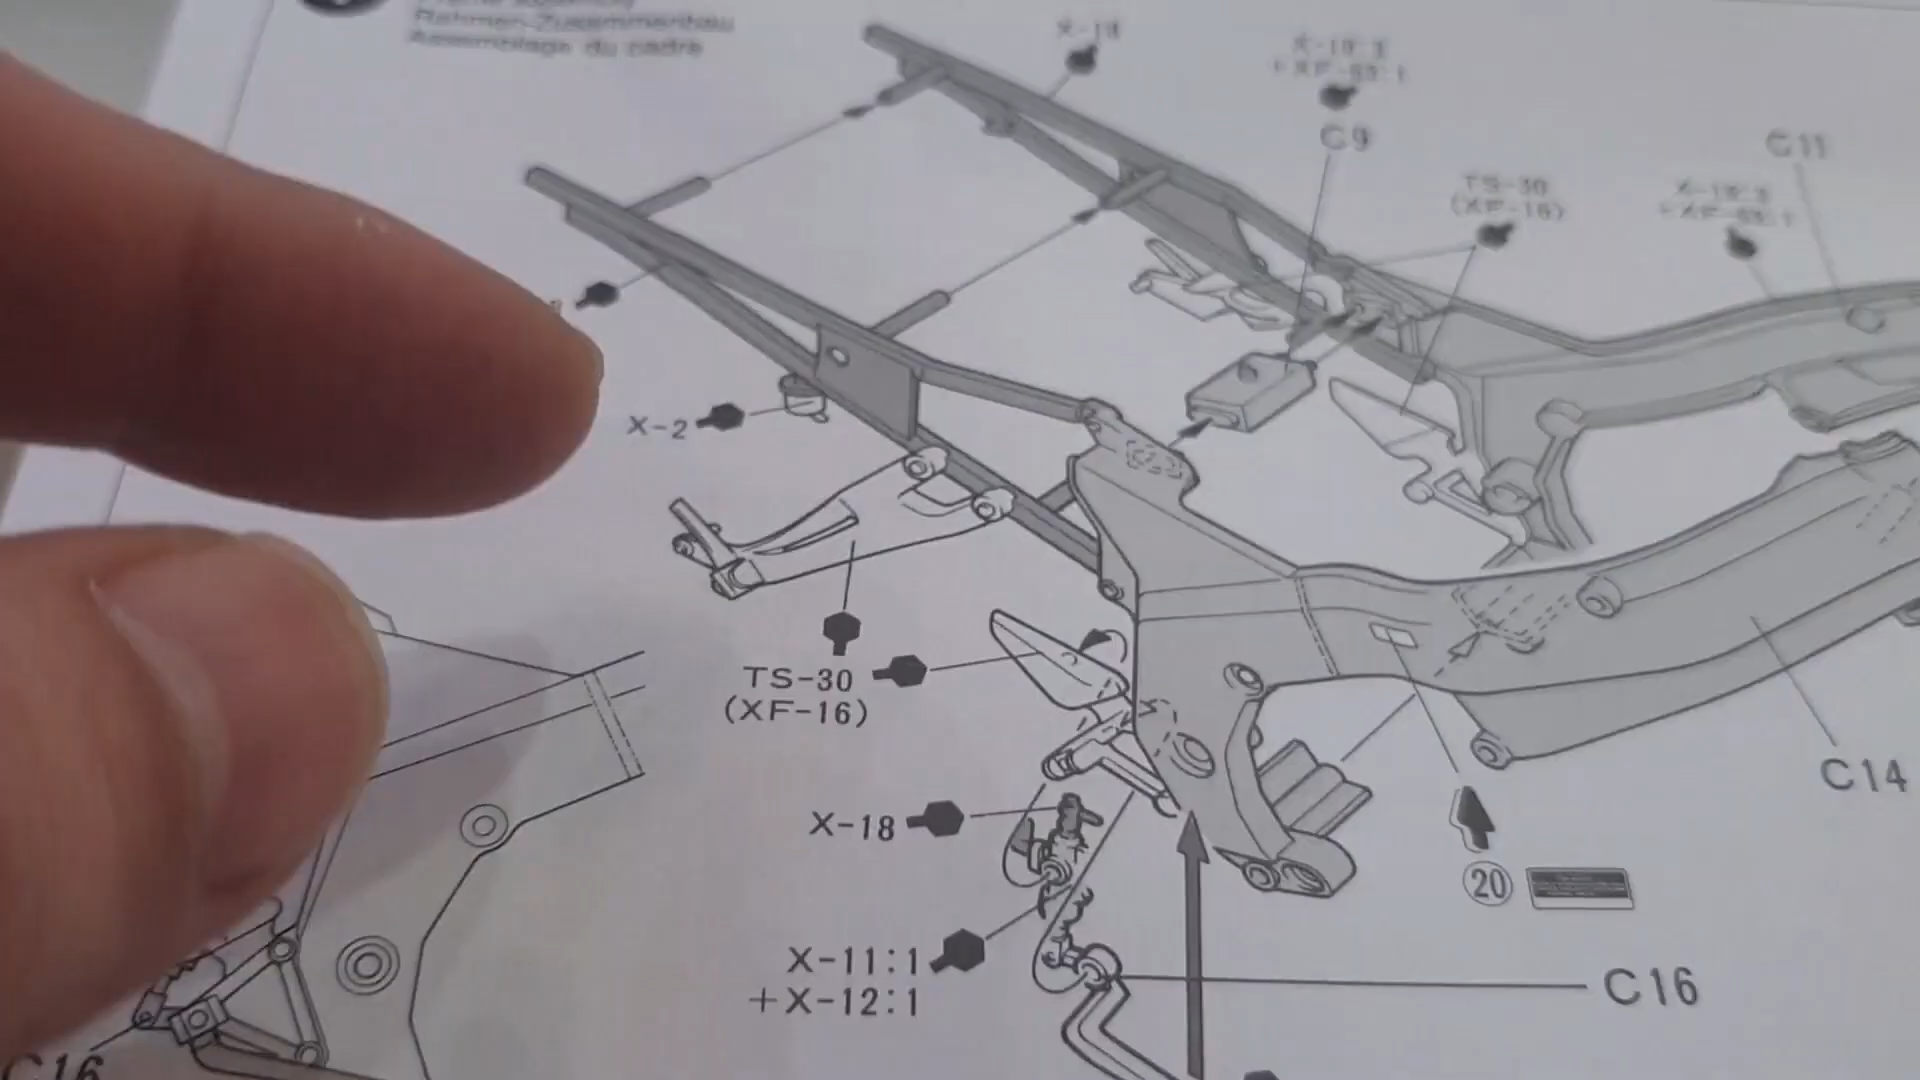 Rahmen-Zusammenbau
Assemblage du cadre
X-18
C9
C11
TS-30
(XF-16)
X-2
TS-30
(XF-16)
C14
X-18
20
X-11:1
+X-12:1
C16
C16